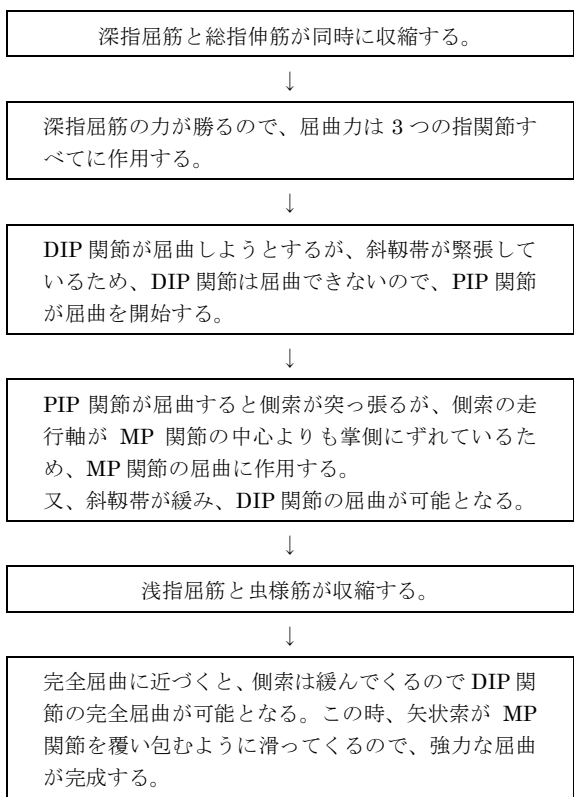 深指屈筋と総指伸筋が同時に収縮する。
↓
深指屈筋の力が勝るので、屈曲力は 3 つの指関節す
べてに作用する。
↓
DIP 関節が屈曲しようとするが、斜靱帯が緊張して
いるため、DIP 関節は屈曲できないので、PIP 関節
が屈曲を開始する。
↓
PIP 関節が屈曲すると側索が突っ張るが、側索の走
行軸が MP 関節の中心よりも掌側にずれているた
め、MP 関節の屈曲に作用する。
又、斜靱帯が緩み、DIP 関節の屈曲が可能となる。
↓
浅指屈筋と虫様筋が収縮する。
↓
完全屈曲に近づくと、側索は緩んでくるので DIP 関
節の完全屈曲が可能となる。この時、矢状索が MP
関節を覆い包むように滑ってくるので、強力な屈曲
が完成する。